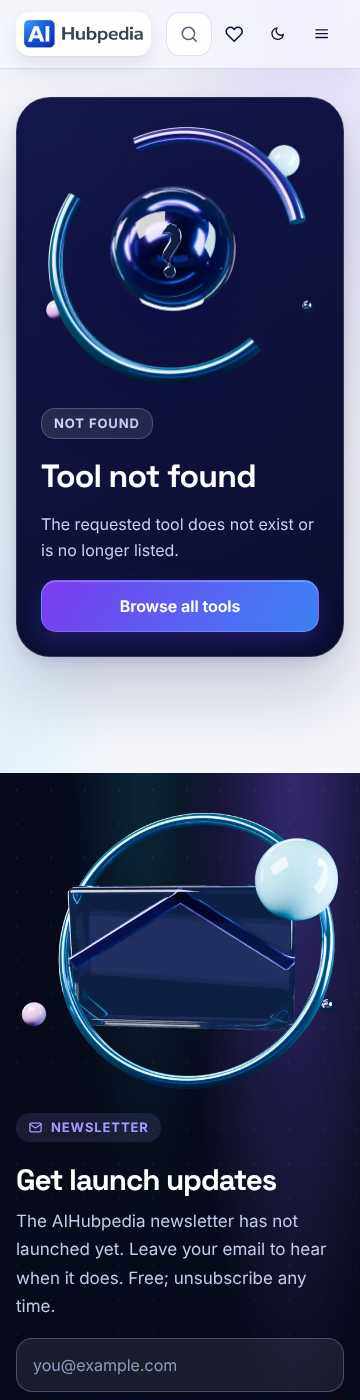 AI Hubpedia
?
NOT FOUND
Tool not found
The requested tool does not exist or
is no longer listed.
Browse all tools
NEWSLETTER
Get launch updates
The AIHubpedia newsletter has not
launched yet. Leave your email to hear
when it does. Free; unsubscribe any
time.
you@example.com